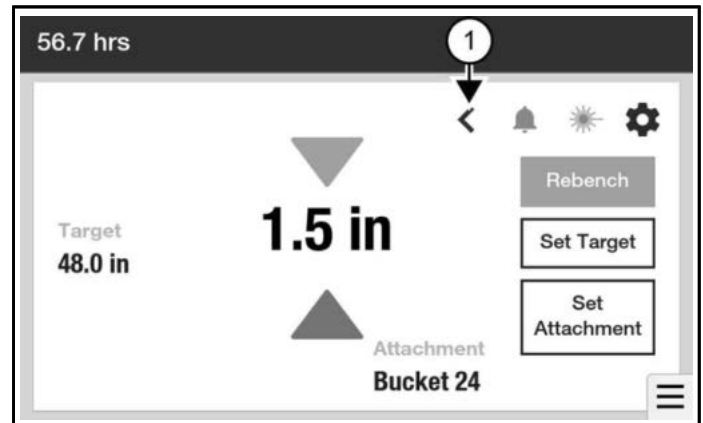 56.7 hrs
1
Rebench
Target
48.0 in
1.5 in
Set Target
Set
Attachment
Attachment
Bucket 24